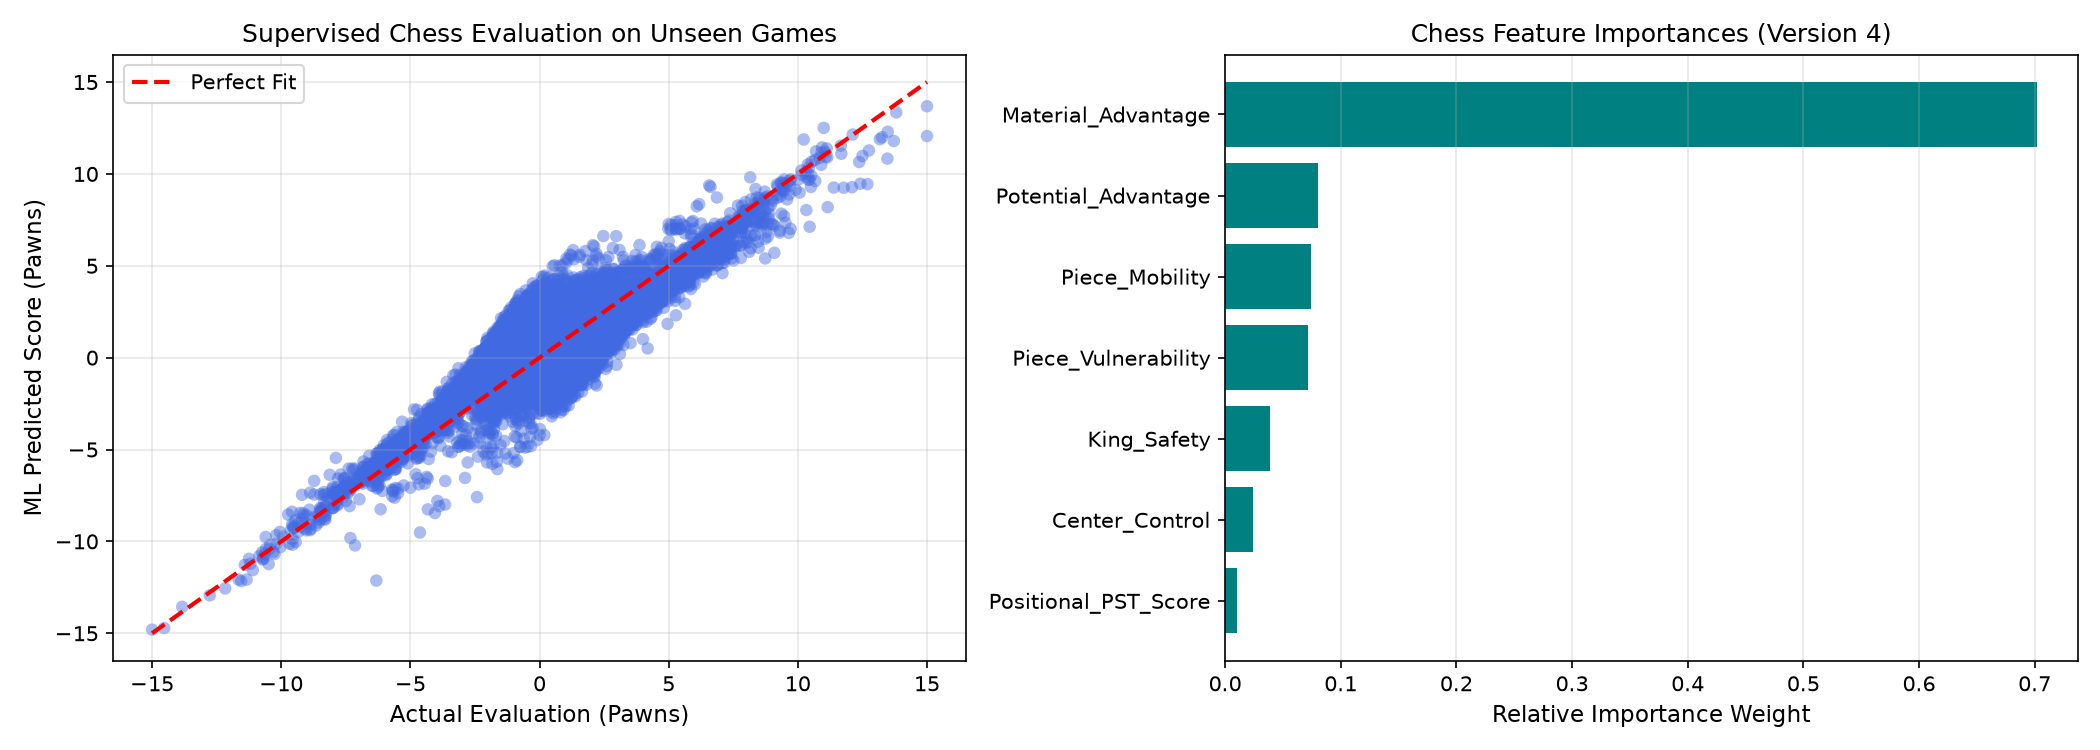 Supervised Chess Evaluation on Unseen Games
Perfect Fit
ML Predicted Score (Pawns)
15
10
5
0
−5
−10
−15
−15 −10 −5 0 5 10 15
Actual Evaluation (Pawns)
Chess Feature Importances (Version 4)
Material_Advantage
Potential_Advantage
Piece_Mobility
Piece_Vulnerability
King_Safety
Center_Control
Positional_PST_Score
0.0 0.1 0.2 0.3 0.4 0.5 0.6 0.7
Relative Importance Weight